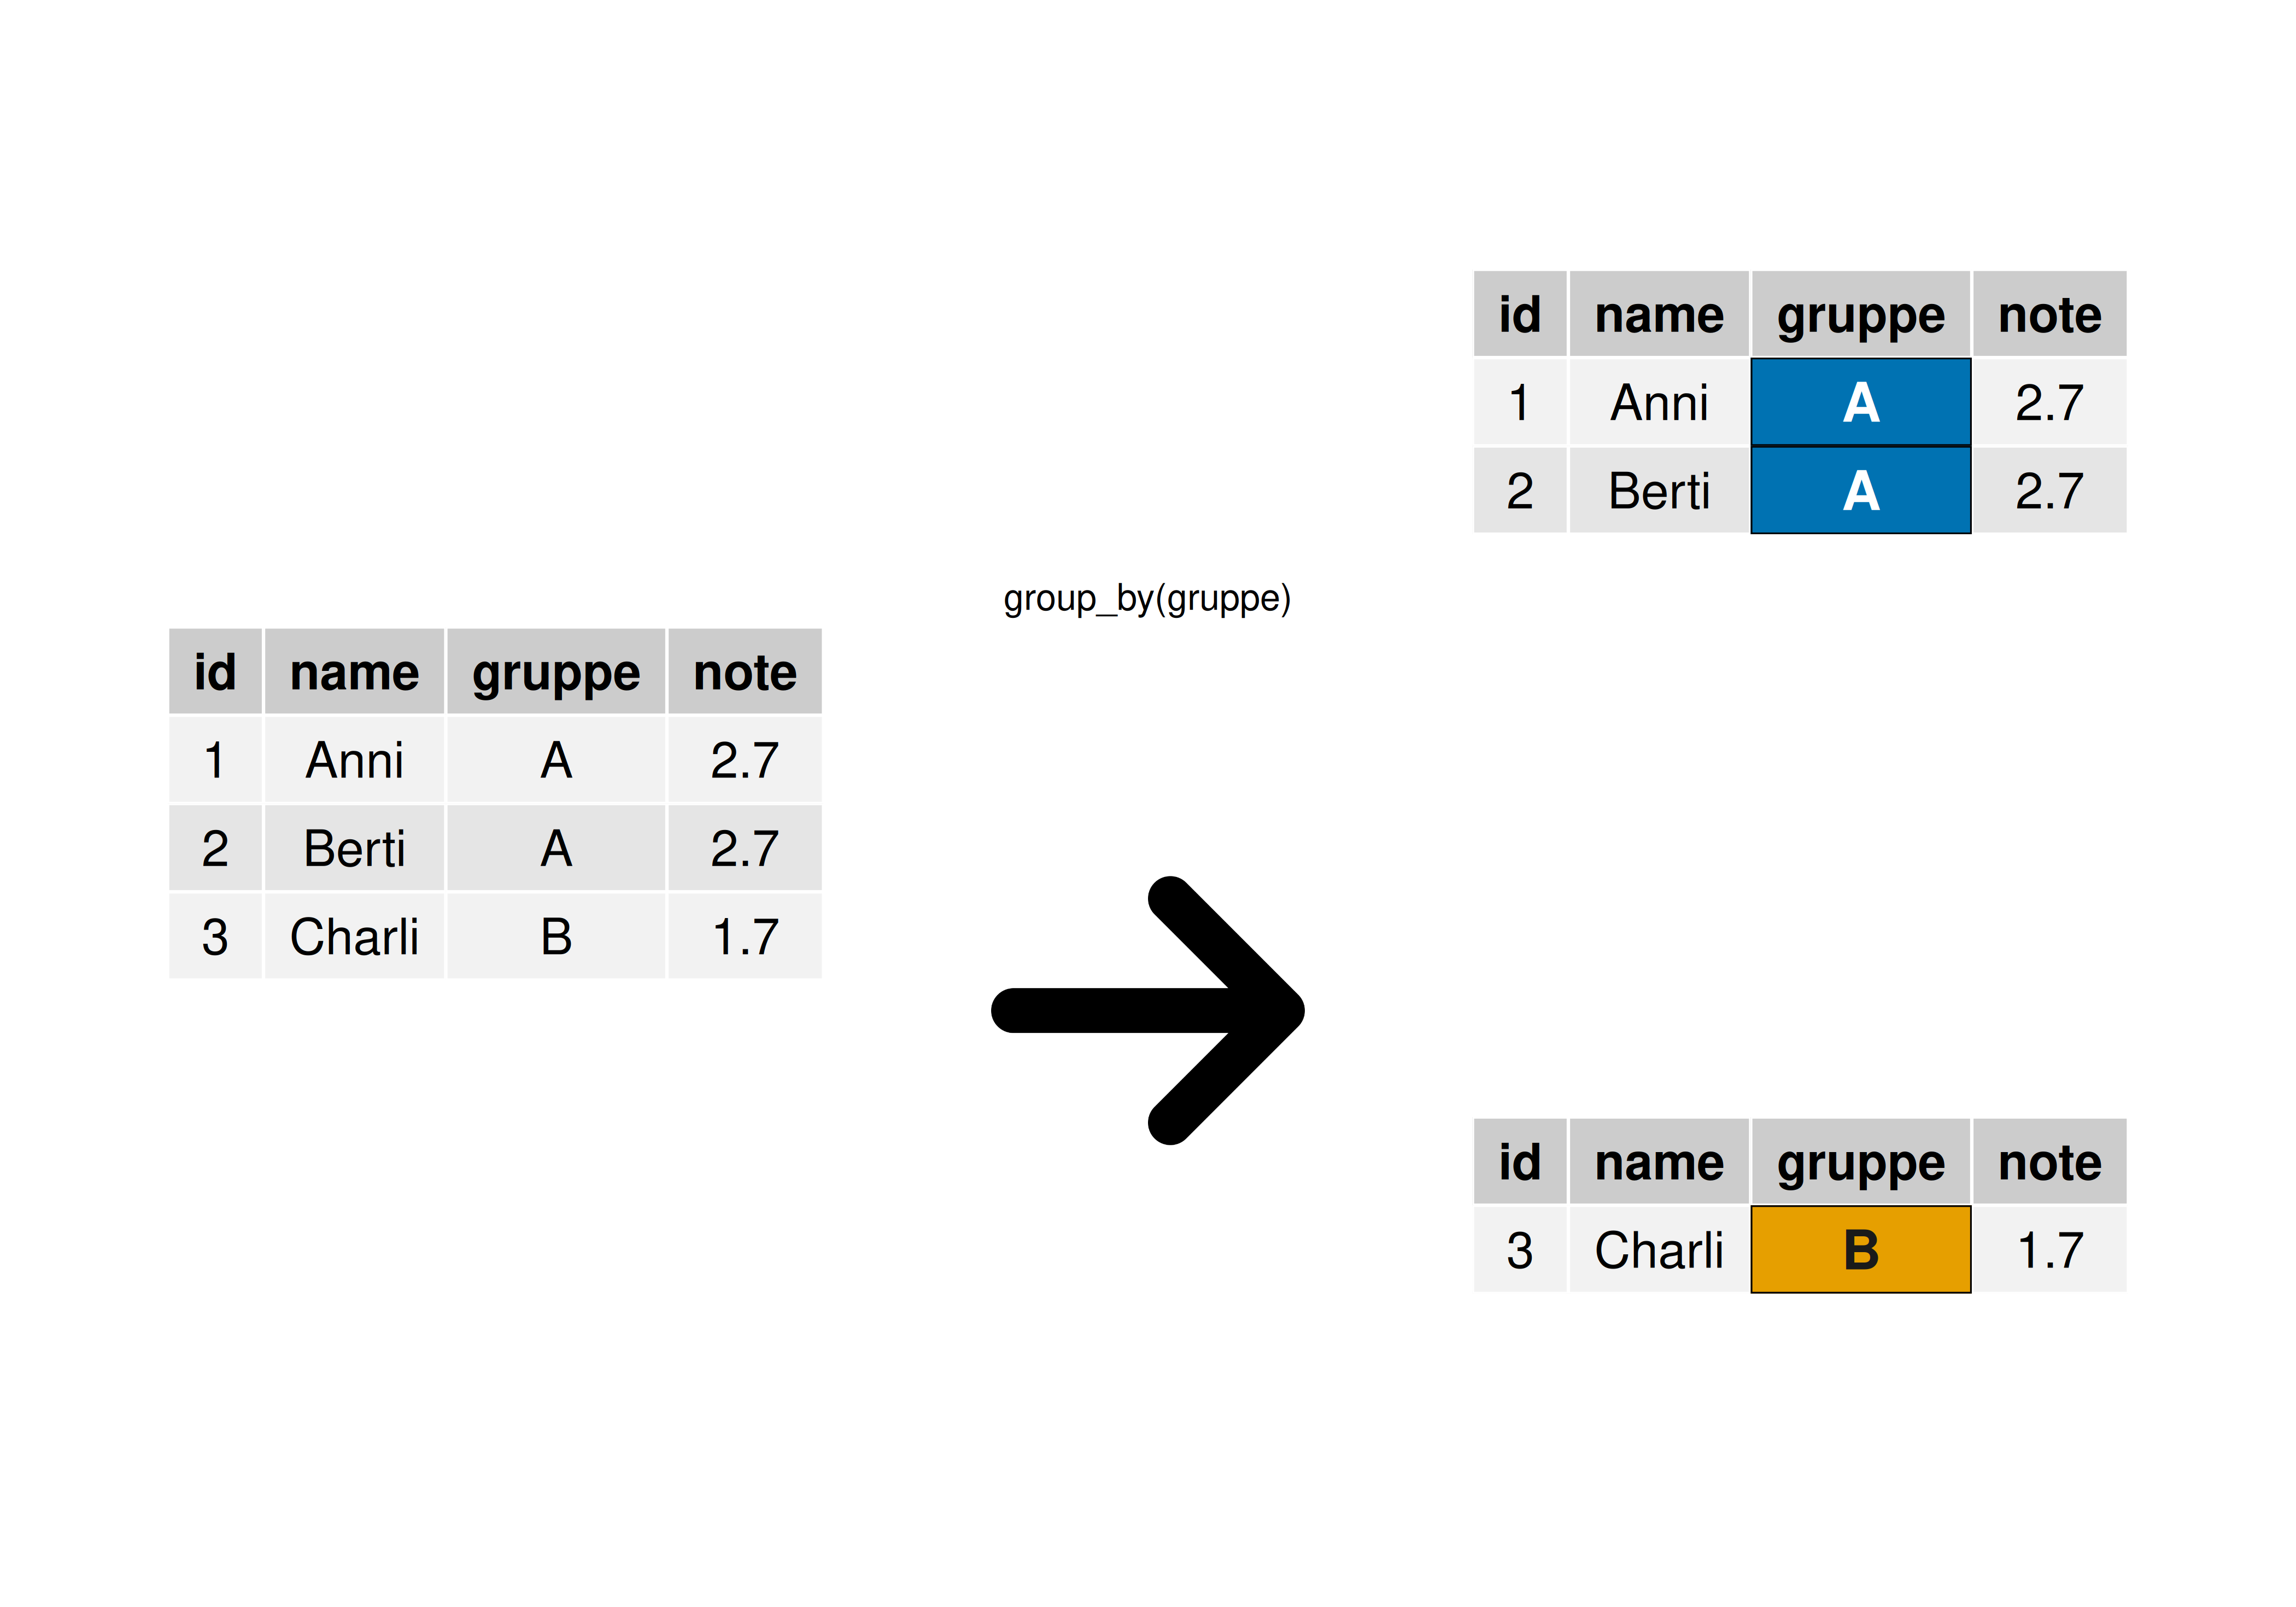 id name gruppe note
1 Anni A 2.7
2 Berti A 2.7
3 Charli B 1.7
group_by(gruppe)
id name gruppe note
1 Anni A 2.7
2 Berti A 2.7
id name gruppe note
3 Charli B 1.7